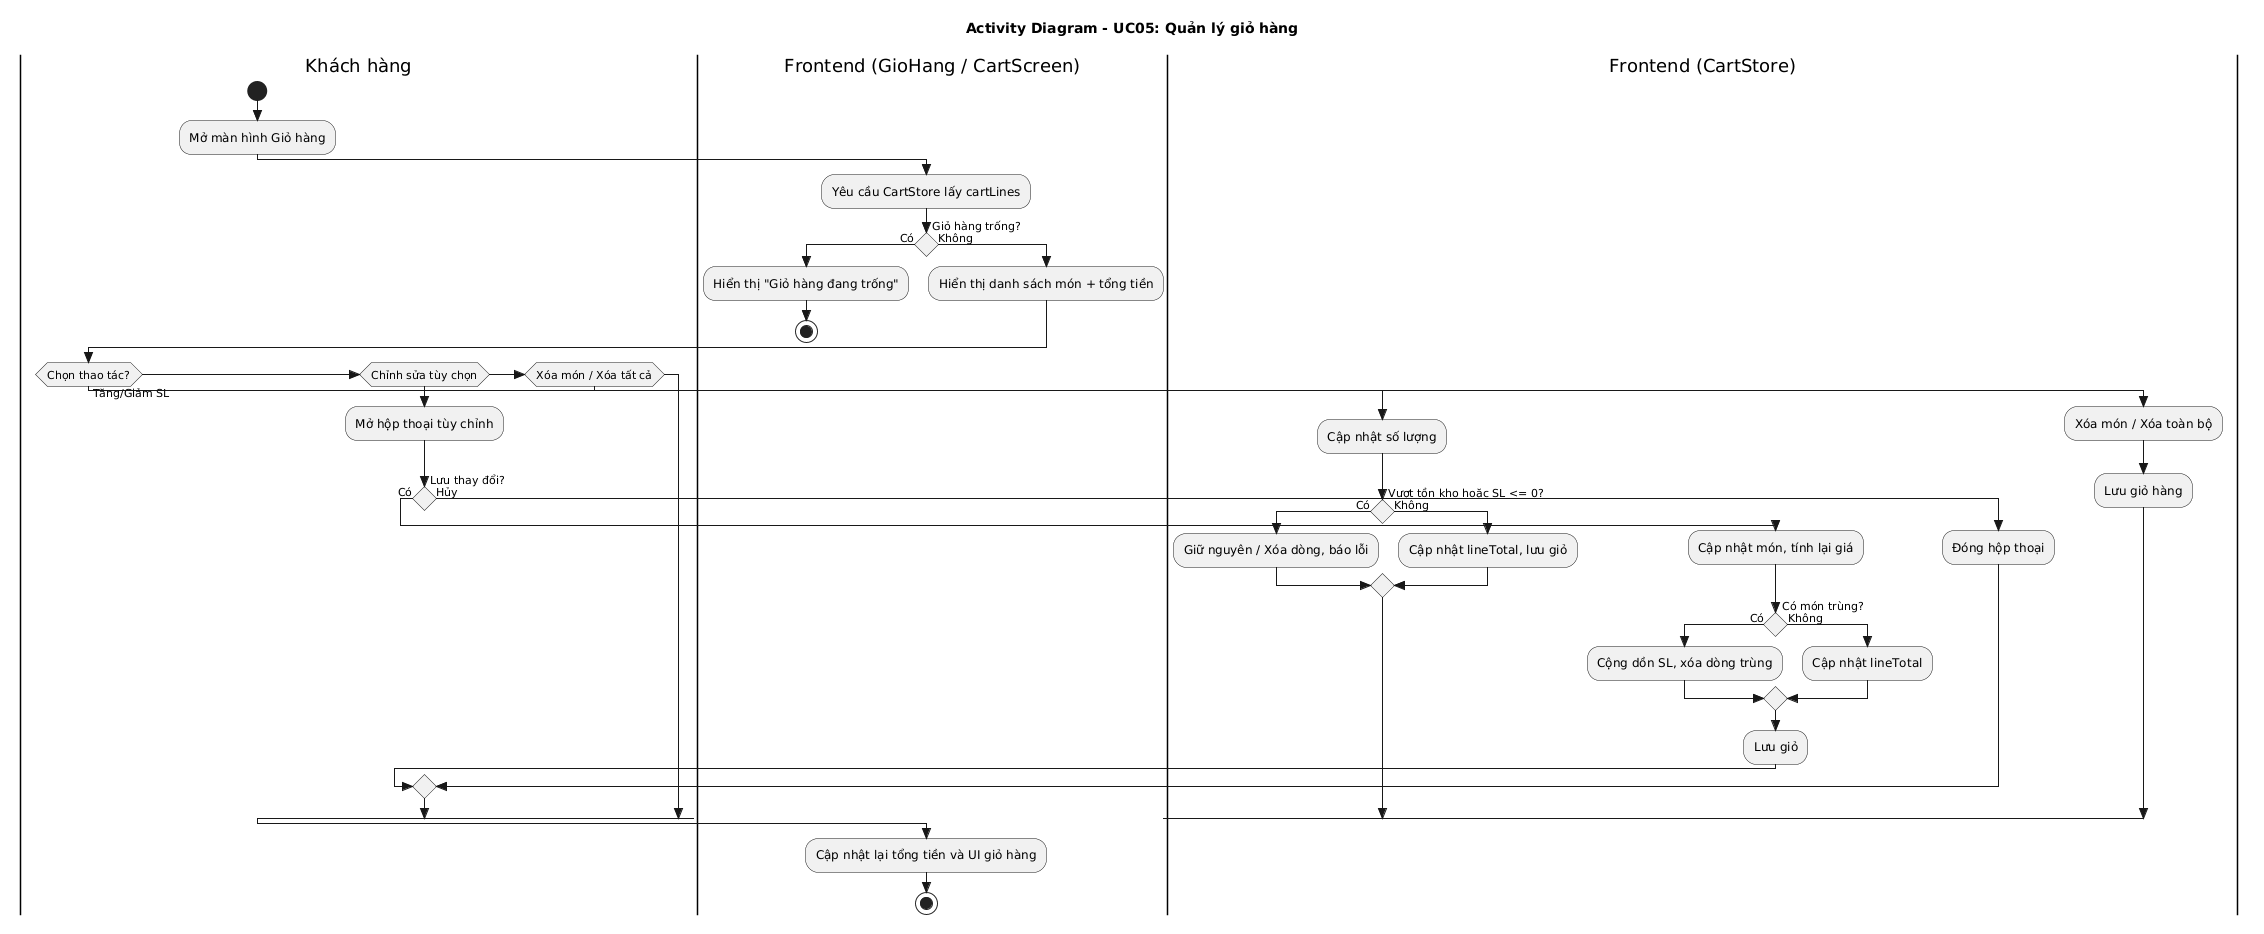 Activity Diagram - UC05: Quản lý giỏ hàng
Khách hàng
Frontend (GioHang / CartScreen)
Frontend (CartStore)
Mở màn hình Giỏ hàng
Yêu cầu CartStore lấy cartLines
Giỏ hàng trống?
Có
Không
Hiển thị "Giỏ hàng đang trống"
Hiển thị danh sách món + tổng tiền
Chọn thao tác?
Chỉnh sửa tùy chọn
Xóa món / Xóa tất cả
Tăng/Giảm SL
Mở hộp thoại tùy chỉnh
Cập nhật số lượng
Xóa món / Xóa toàn bộ
Lưu thay đổi?
Có
Hủy
Vượt tồn kho hoặc SL <= 0?
Có
Không
Lưu giỏ hàng
Giữ nguyên / Xóa dòng, báo lỗi
Cập nhật lineTotal, lưu giỏ
Cập nhật món, tính lại giá
Đóng hộp thoại
Có món trùng?
Có
Không
Cộng dồn SL, xóa dòng trùng
Cập nhật lineTotal
Lưu giỏ
Cập nhật lại tổng tiền và UI giỏ hàng